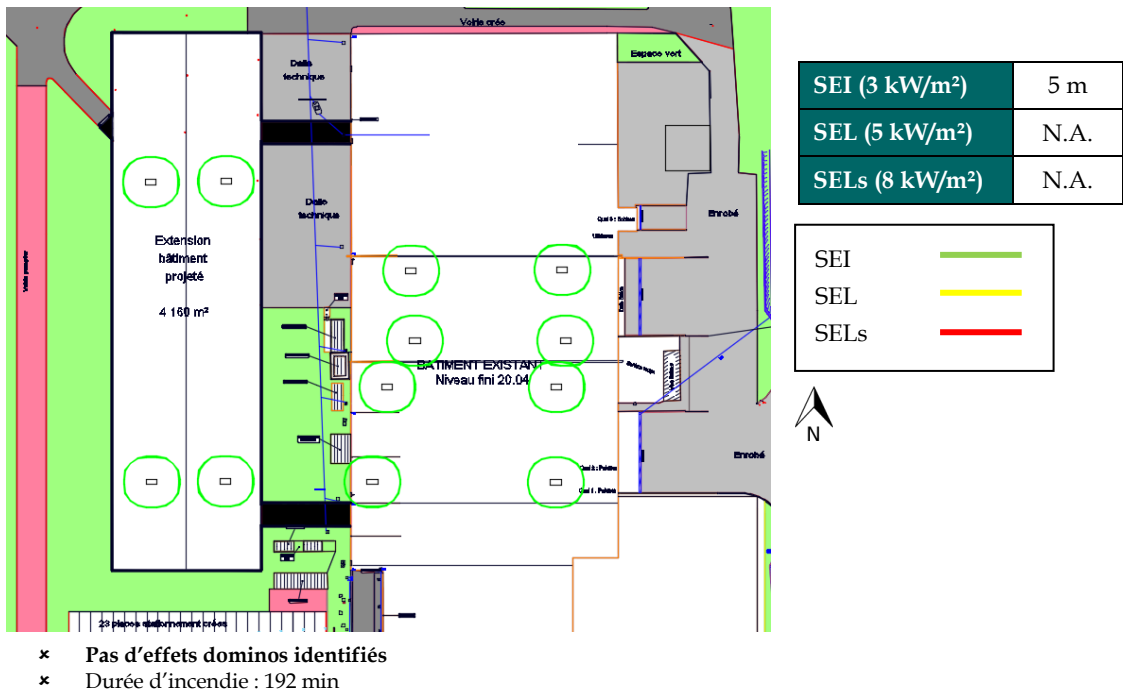 Voirie crée
Espace vert
Dalle
technique
Dalle
technique
Enrobé
Extension
bâtiment
projeté
4 160 m²
BATIMENT EXISTANT
Niveau fini 20.04
Enrobé
23 places stationnement crées
SEI (3 kW/m²) 5 m
SEL (5 kW/m²) N.A.
SELs (8 kW/m²) N.A.
SEI
SEL
SELs
N
× Pas d’effets dominos identifiés
× Durée d’incendie : 192 min